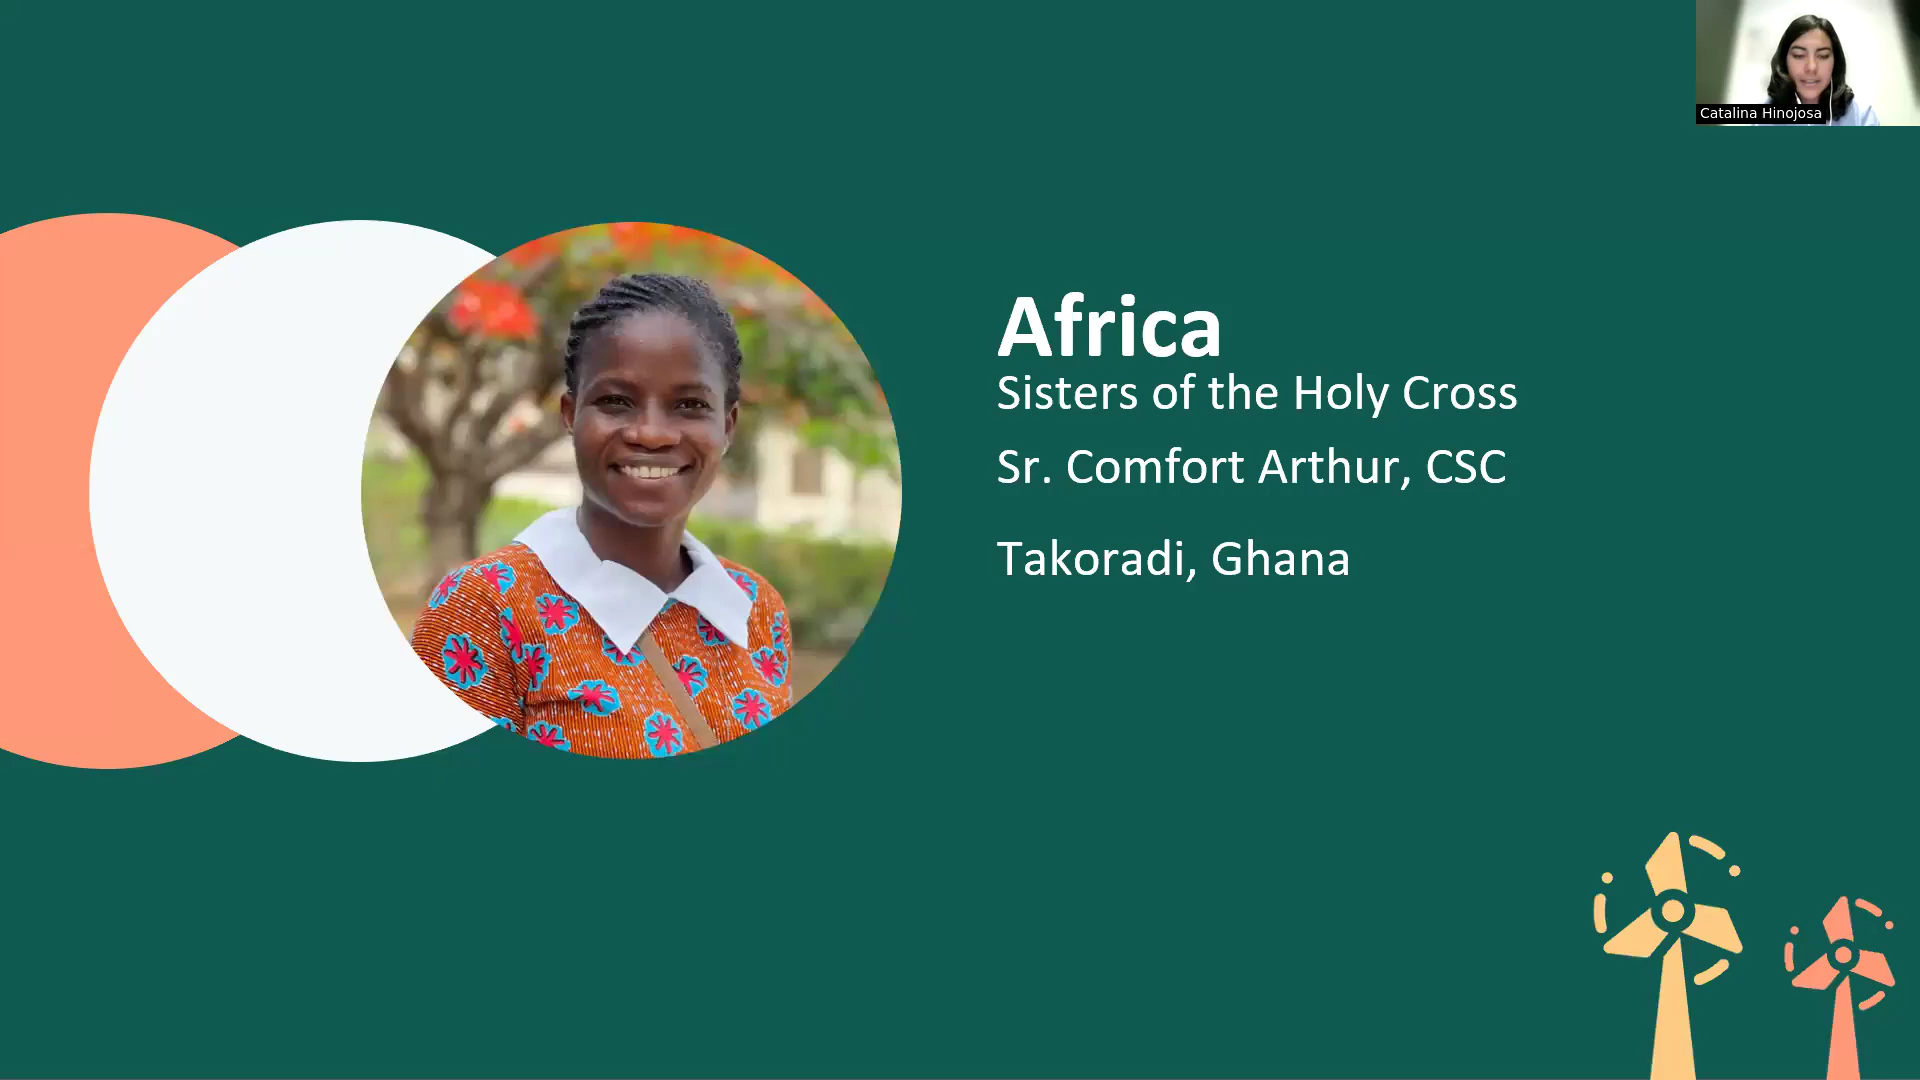 Catalina Hinojosa
Africa
Sisters of the Holy Cross
Sr. Comfort Arthur, CSC
Takoradi, Ghana